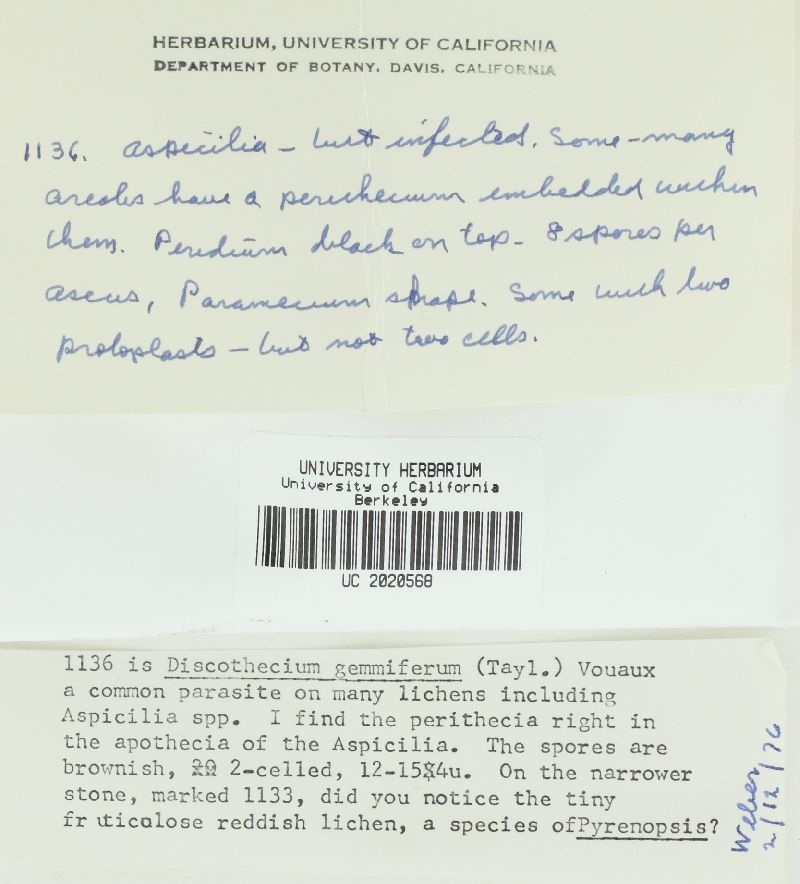 HERBARIUM, UNIVERSITY OF CALIFORNIA
DEPARTMENT OF BOTANY. DAVIS, CALIFORNIA
1136. Aspicilia – but infected. Some – many
areoles have a perithecium embedded within
them. Peridium black on top – 8 spores per
ascus, Paramecium shape. Some with two
protoplasts – but not two cells.
UNIVERSITY HERBARIUM
University of California
Berkeley
UC 2020568
1136 is Discothecium gemmiferum (Tayl.) Vouaux
a common parasite on many lichens including
Aspicilia spp. I find the perithecia right in
the apothecia of the Aspicilia. The spores are
brownish, 2-celled, 12-15 4u. On the narrower
stone, marked 1133, did you notice the tiny
fruticolose reddish lichen, a species ofPyrenopsis?
Weber
2/12/76